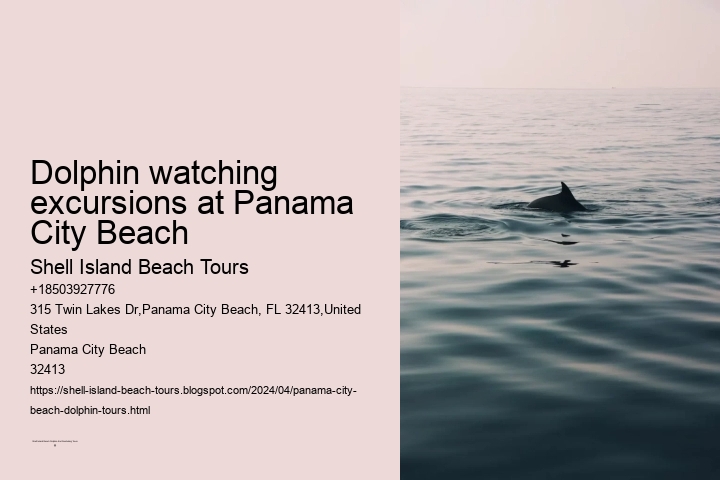 Dolphin watching
excursions at Panama
City Beach
Shell Island Beach Tours
+18503927776
315 Twin Lakes Dr,Panama City Beach, FL 32413,United
States
Panama City Beach
32413
https://shell-island-beach-tours.blogspot.com/2024/04/panama-city-
beach-dolphin-tours.html